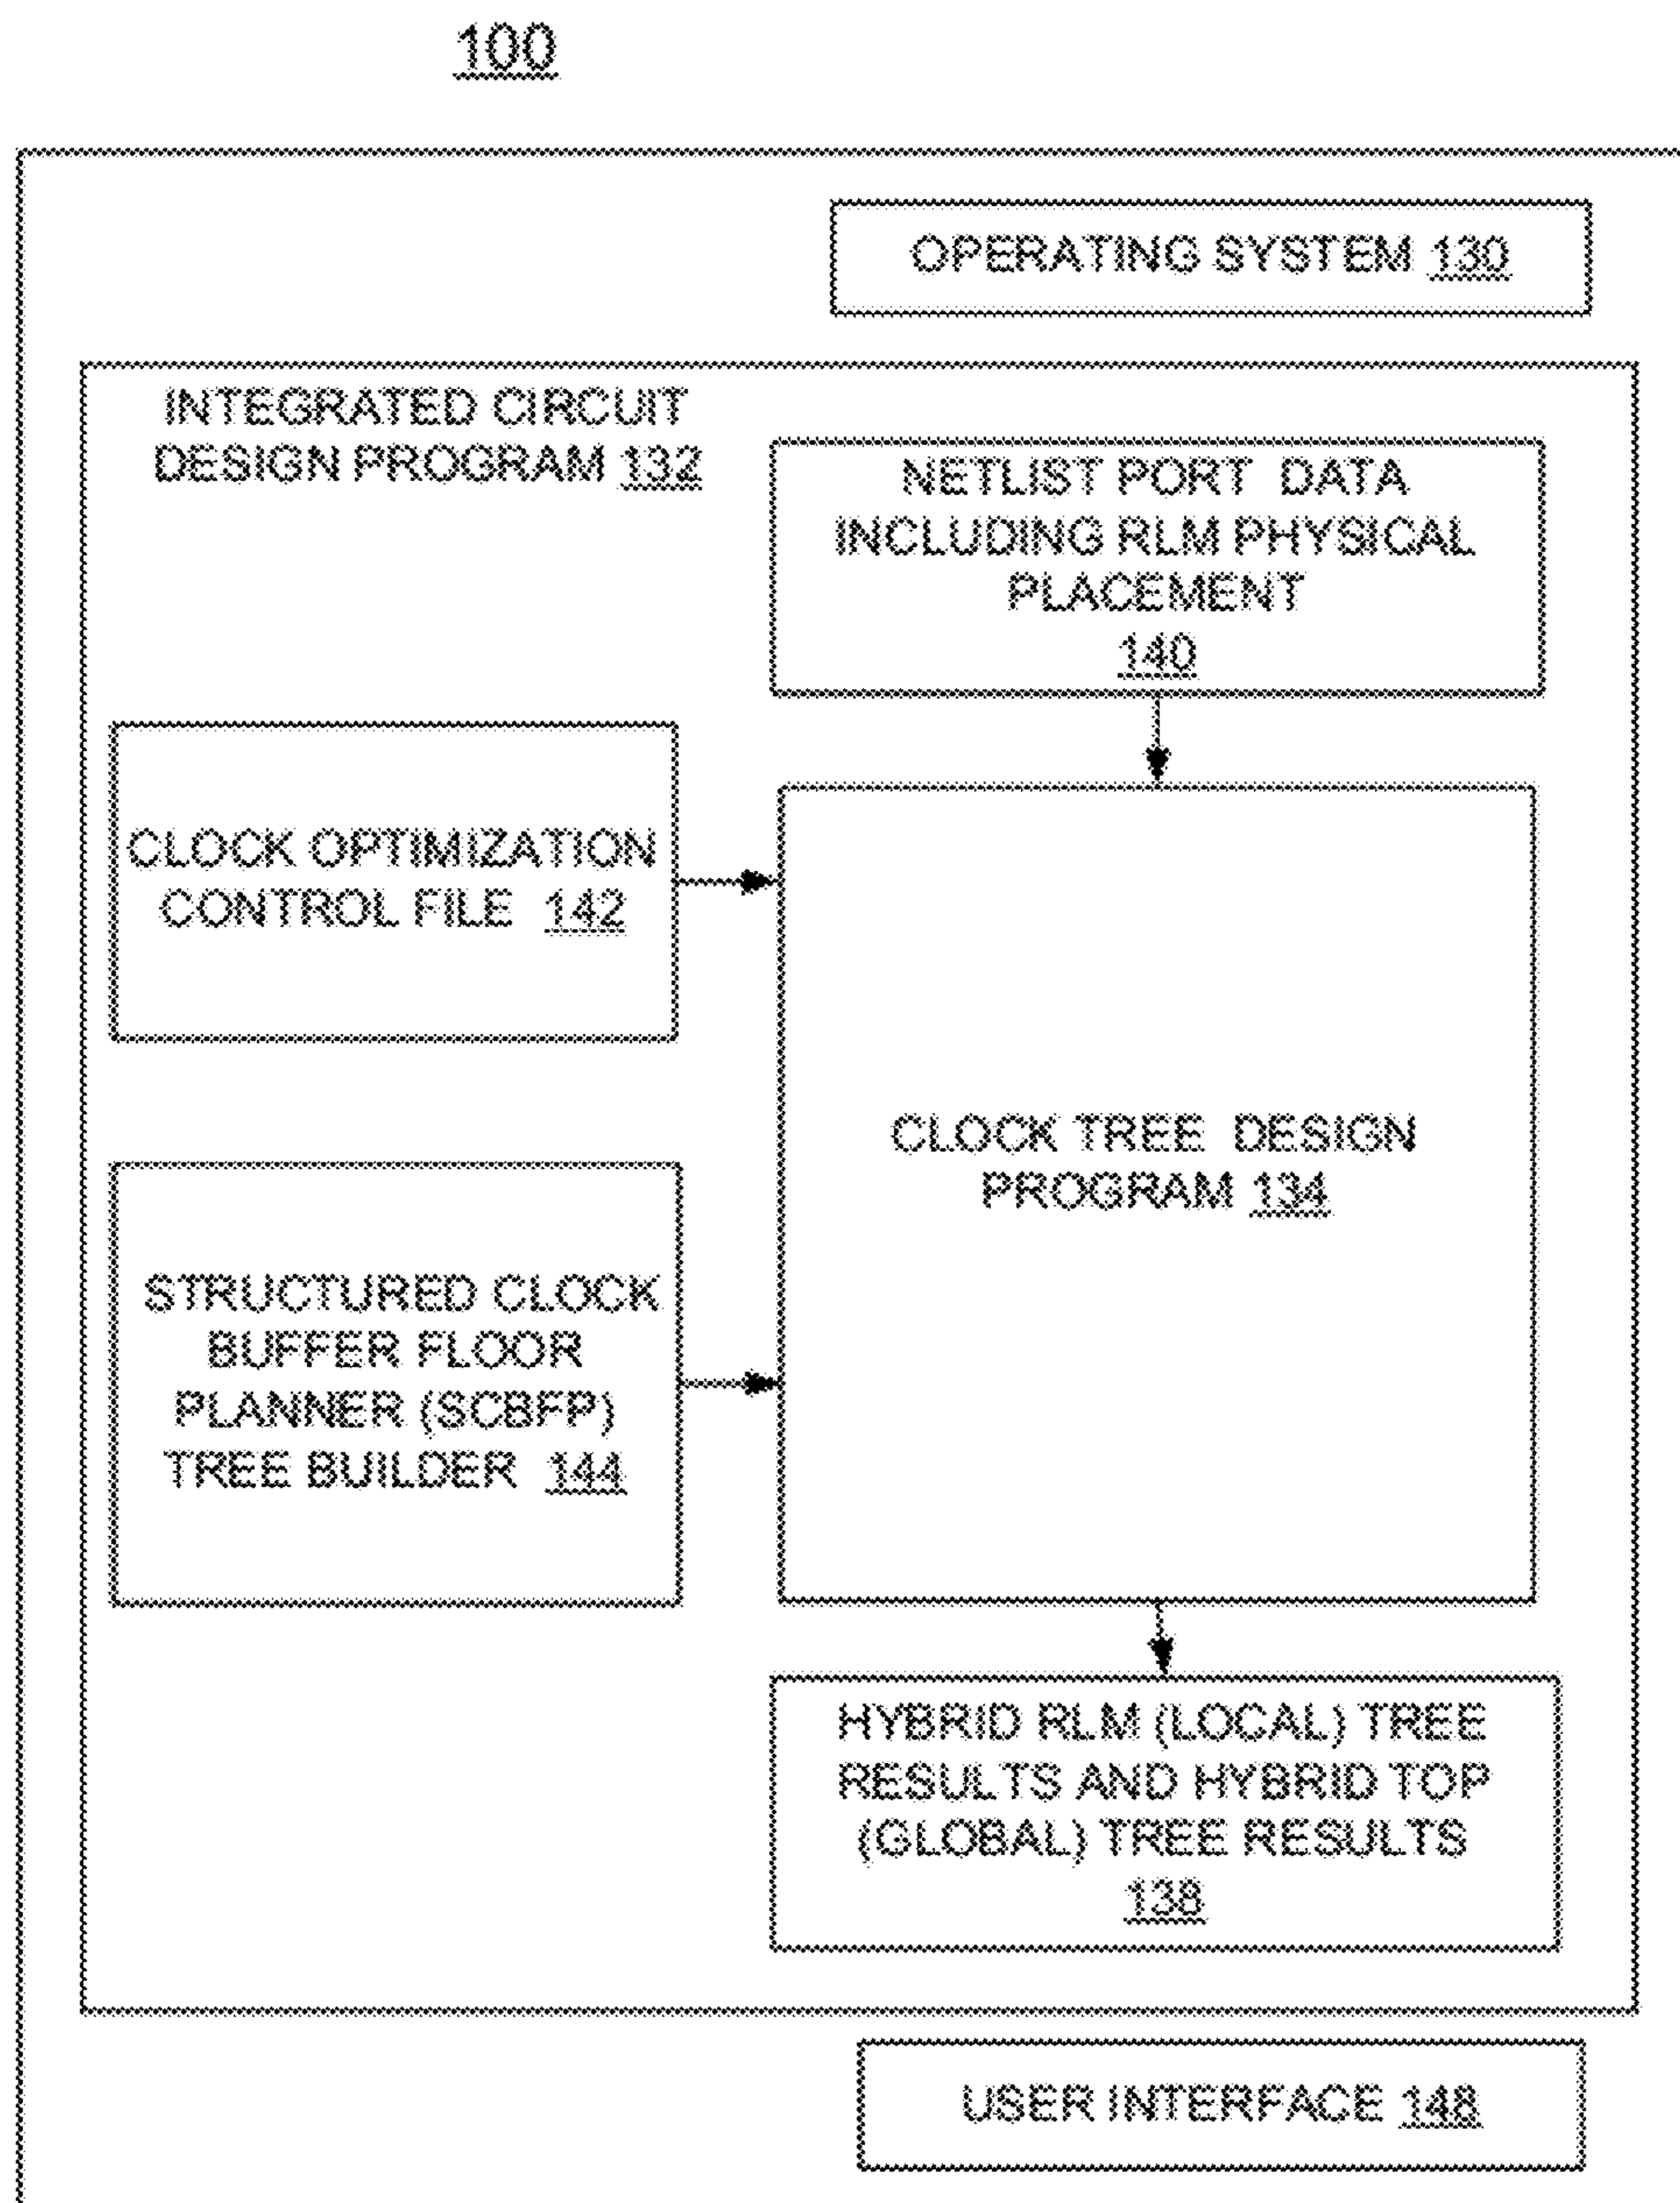 100
OPERATING SYSTEM 130
INTEGRATED CIRCUIT
DESIGN PROGRAM 132
NETLIST PORT DATA
INCLUDING RLM PHYSICAL
PLACEMENT
140
CLOCK OPTIMIZATION
CONTROL FILE 142
CLOCK TREE DESIGN
PROGRAM 134
STRUCTURED CLOCK
BUFFER FLOOR
PLANNER (SCBFP)
TREE BUILDER 144
HYBRID RLM (LOCAL) TREE
RESULTS AND HYBRID TOP
(GLOBAL) TREE RESULTS
138
USER INTERFACE 148